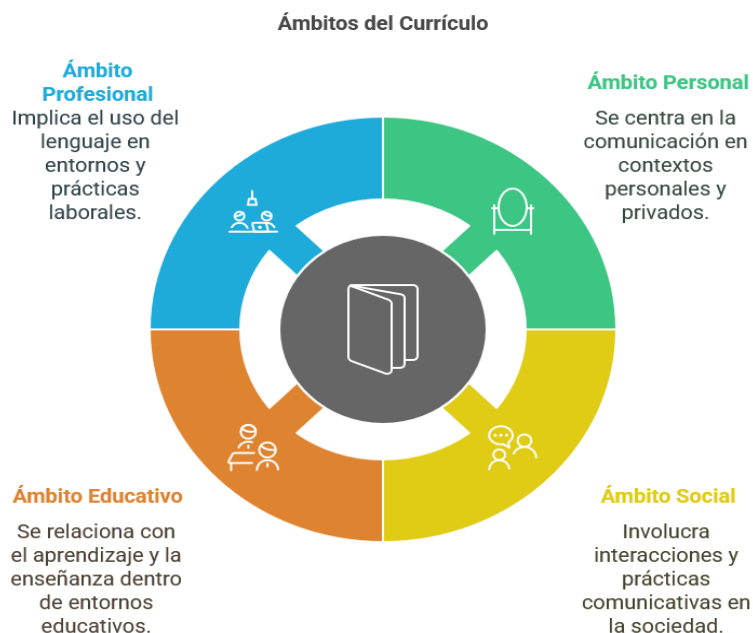 Ámbitos del Currículo
Ámbito
Profesional
Implica el uso del
lenguaje en
entornos y
prácticas
laborales.
Ámbito Personal
Se centra en la
comunicación en
contextos
personales y
privados.
Ámbito Educativo
Se relaciona con
el aprendizaje y la
enseñanza dentro
de entornos
educativos.
Ámbito Social
Involucra
interacciones y
prácticas
comunicativas en
la sociedad.